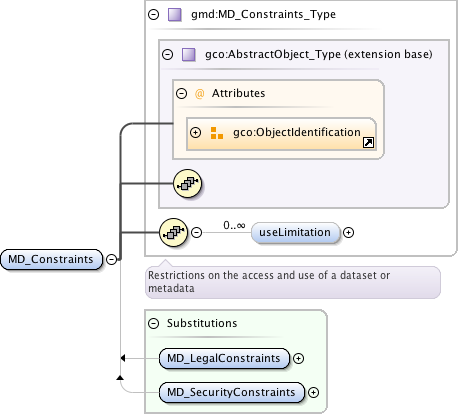 gmd:MD_Constraints_Type
gco:AbstractObject_Type (extension base)
@ Attributes
gco:ObjectIdentification
0..∞
useLimitation
MD_Constraints
Restrictions on the access and use of a dataset or
metadata
Substitutions
MD_LegalConstraints
MD_SecurityConstraints